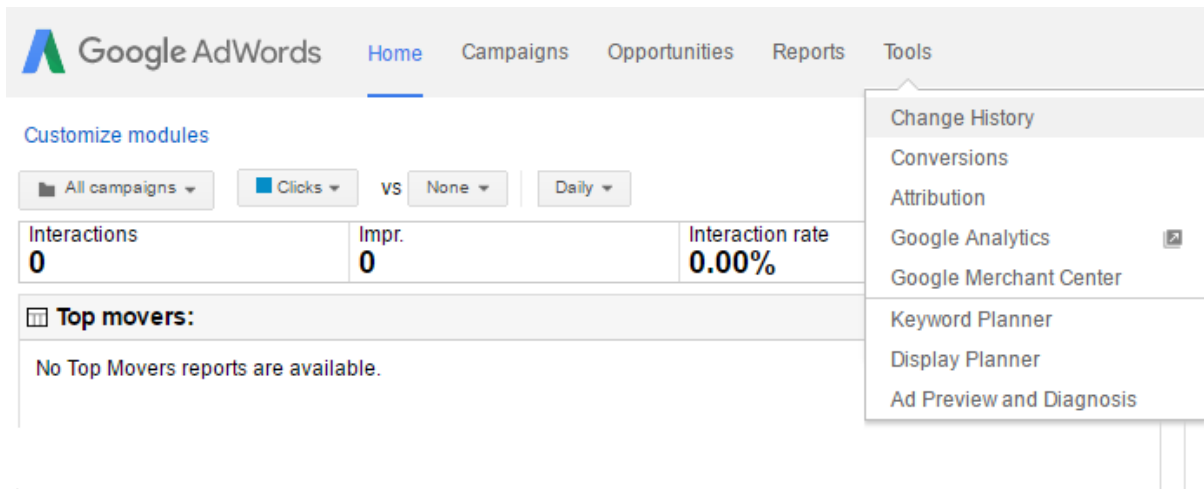 Google AdWords Home Campaigns Opportunities Reports Tools
Customize modules
All campaigns Clicks VS None Daily
Interactions Impr. Interaction rate
0 0 0.00%
Top movers:
No Top Movers reports are available.
Change History
Conversions
Attribution
Google Analytics
Google Merchant Center
Keyword Planner
Display Planner
Ad Preview and Diagnosis